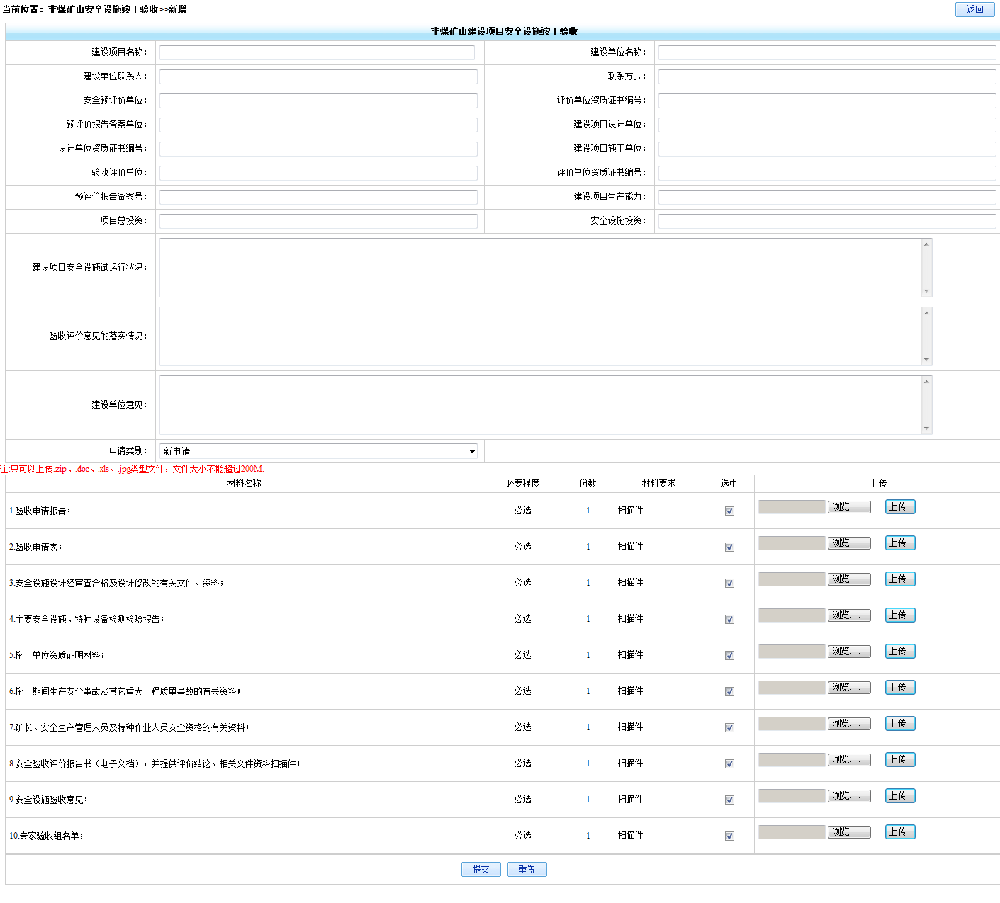 当前位置：非煤矿山安全设施竣工验收>>新增
返回
非煤矿山建设项目安全设施竣工验收
建设项目名称：
建设单位名称：
建设单位联系人：
联系方式：
安全预评价单位：
评价单位资质证书编号：
预评价报告备案单位：
建设项目设计单位：
设计单位资质证书编号：
建设项目施工单位：
验收评价单位：
评价单位资质证书编号：
预评价报告备案号：
建设项目生产能力：
项目总投资：
安全设施投资：
建设项目安全设施试运行状况：
验收评价意见的落实情况：
建设单位意见：
申请类别：
新申请
注:只可以上传.zip、.doc、.xls、.jpg类型文件，文件大小不能超过200M.
材料名称 必要程度 份数 材料要求 选中 上传
1.验收申请报告； 必选 1 扫描件 浏览... 上传
2.验收申请表； 必选 1 扫描件 浏览... 上传
3.安全设施设计经审查合格及设计修改的有关文件、资料； 必选 1 扫描件 浏览... 上传
4.主要安全设施、特种设备检测检验报告； 必选 1 扫描件 浏览... 上传
5.施工单位资质证明材料； 必选 1 扫描件 浏览... 上传
6.施工期间生产安全事故及其它重大工程质量事故的有关资料； 必选 1 扫描件 浏览... 上传
7.矿长、安全生产管理人员及特种作业人员安全资格的有关资料； 必选 1 扫描件 浏览... 上传
8.安全验收评价报告书（电子文档），并提供评价结论、相关文件资料扫描件； 必选 1 扫描件 浏览... 上传
9.安全设施验收意见； 必选 1 扫描件 浏览... 上传
10.专家验收组名单； 必选 1 扫描件 浏览... 上传
提交 重置